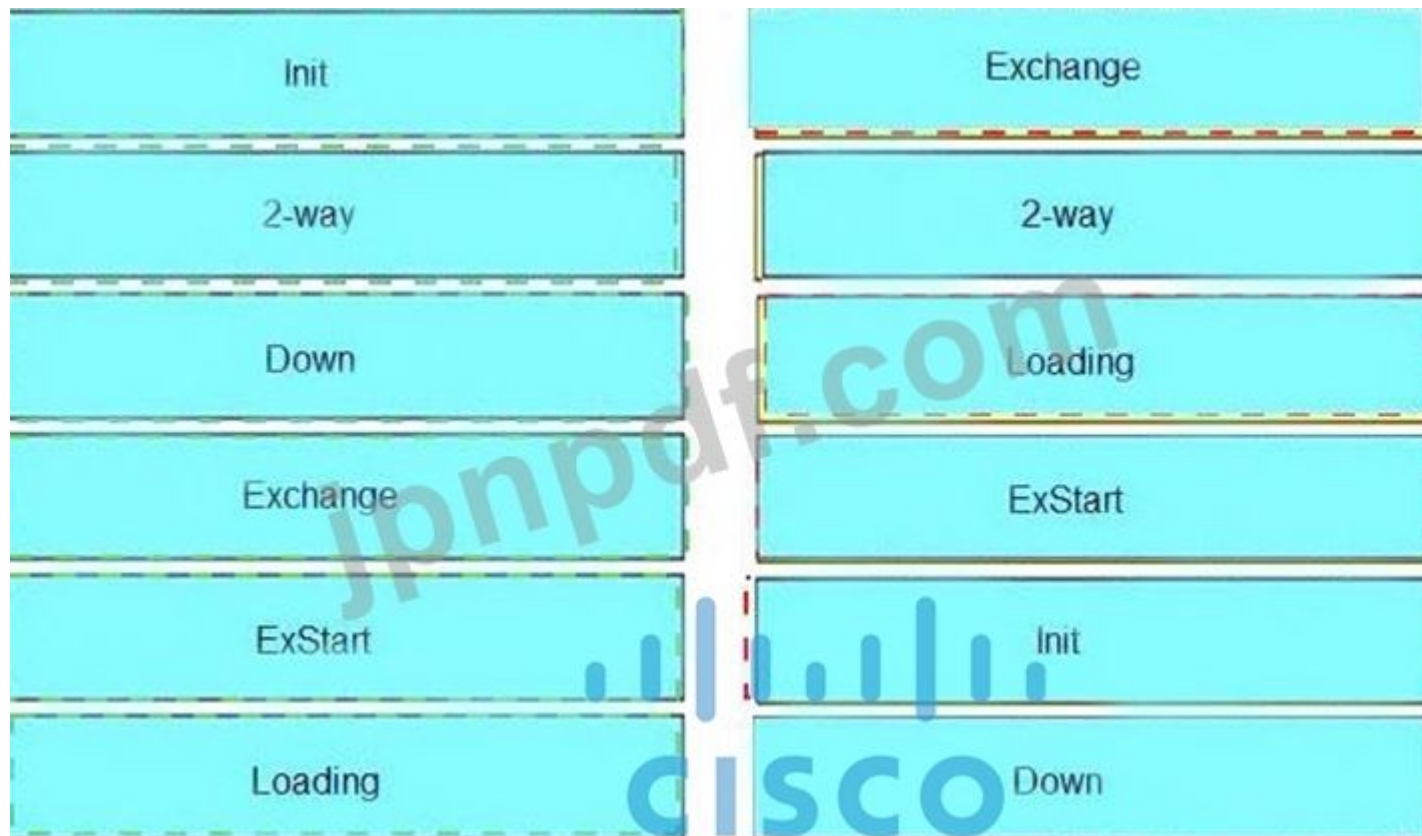 Init
Exchange
2-way
2-way
Down
Loading
Exchange
ExStart
ExStart
Init
Loading
Down
jpnpdf.com
CISCO